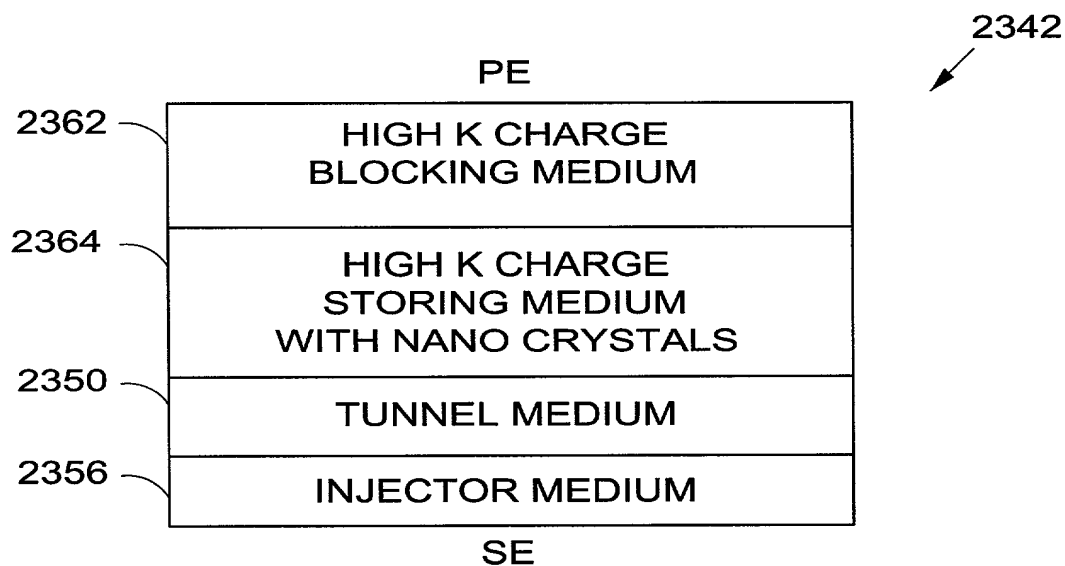 2342
PE
2362
HIGH K CHARGE
BLOCKING MEDIUM
2364
HIGH K CHARGE
STORING MEDIUM
WITH NANO CRYSTALS
2350
TUNNEL MEDIUM
2356
INJECTOR MEDIUM
SE